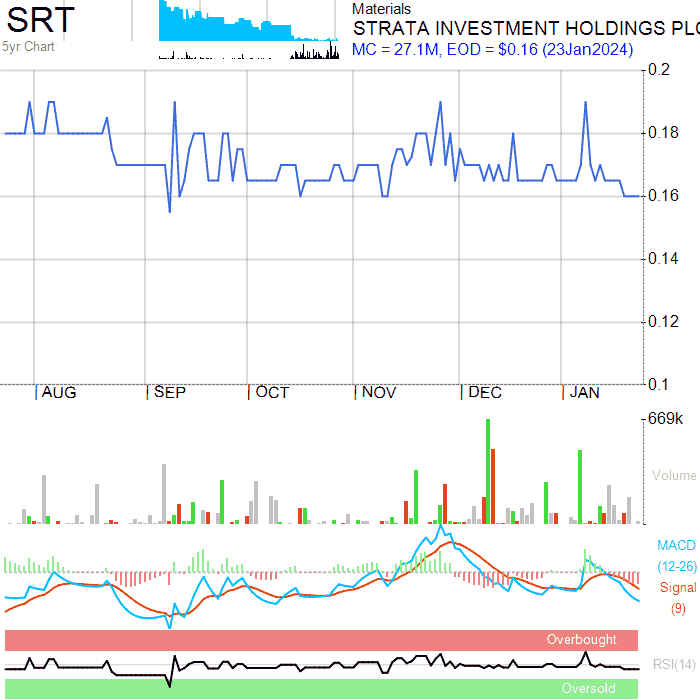 SRT
5yr Chart
Materials
STRATA INVESTMENT HOLDINGS PLC
MC = 27.1M, EOD = $0.16 (23Jan2024)
0.2
0.18
0.16
0.14
0.12
0.1
AUG SEP OCT NOV DEC JAN
669k
Volume
MACD
(12-26)
Signal
(9)
Overbought
RSI(14)
Oversold